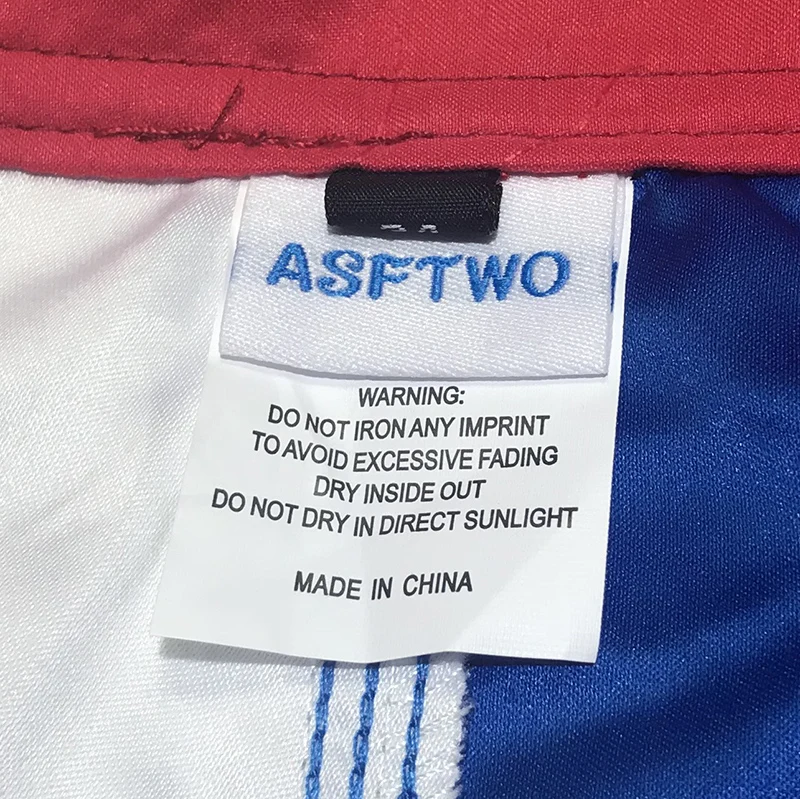 ASFTWO
WARNING:
DO NOT IRON ANY IMPRINT
TO AVOID EXCESSIVE FADING
DRY INSIDE OUT
DO NOT DRY IN DIRECT SUNLIGHT
MADE IN CHINA